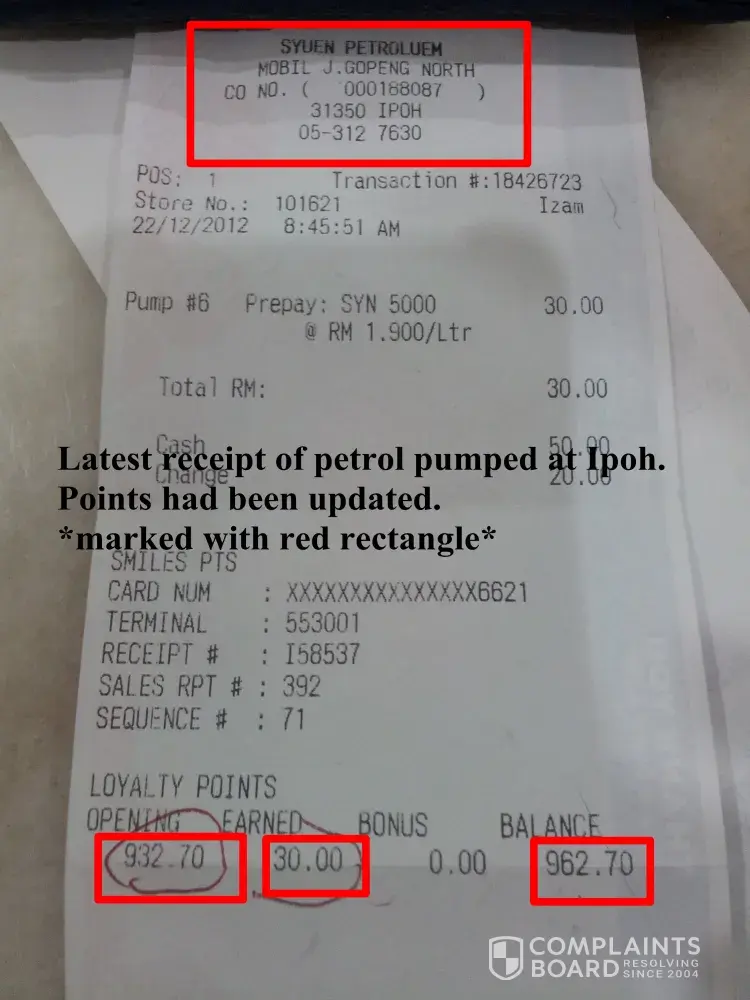 SYUEN PETROLUEM
MOBIL J.GOPENG NORTH
CO NO. ( 000188087 )
31350 IPOH
05-312 7630
POS: 1 Transaction #:18426723
Store No.: 101621 Izam
22/12/2012 8:45:51 AM
Pump #6 Prepay: SYN 5000 30.00
@ RM 1.900/Ltr
Total RM: 30.00
Cash 50.00
Latest receipt of petrol pumped at Ipoh.
Change 20.00
Points had been updated.
*marked with red rectangle*
SMILES PTS
CARD NUM : XXXXXXXXXXXXXXX6621
TERMINAL : 553001
RECEIPT # : I58537
SALES RPT # : 392
SEQUENCE # : 71
LOYALTY POINTS
OPENING EARNED BONUS BALANCE
932.70 30.00 0.00 962.70
COMPLAINTS
BOARD RESOLVING
SINCE 2004